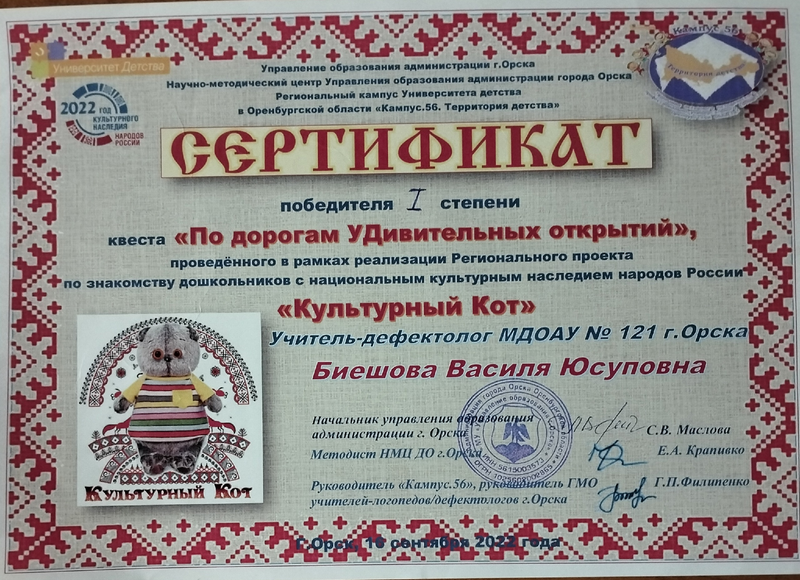 Университет Детства
Кампус 56
Территория детства
Управление образования администрации г.Орска
Научно-методический центр Управления образования администрации города Орска
Региональный кампус Университета детства
в Оренбургской области «Кампус.56. Территория детства»
2022 ГОД
КУЛЬТУРНОГО
НАСЛЕДИЯ
НАРОДОВ
РОССИИ
СЕРТИФИКАТ
победителя I степени
квеста «По дорогам УДивительных открытий»,
проведённого в рамках реализации Регионального проекта
по знакомству дошкольников с национальным культурным наследием народов России
«Культурный Кот»
Учитель-дефектолог МДОАУ № 121 г.Орска
Биешова Василя Юсуповна
Начальник управления образования
администрации г. Орска
С.В. Маслова
Методист НМЦ ДО г.Орска
Е.А. Крапивко
Руководитель «Кампус.56», руководитель ГМО
учителей-логопедов/дефектологов г.Орска
Г.П.Филипенко
Культурный Кот
Г.Орск, 16 сентября 2022 года